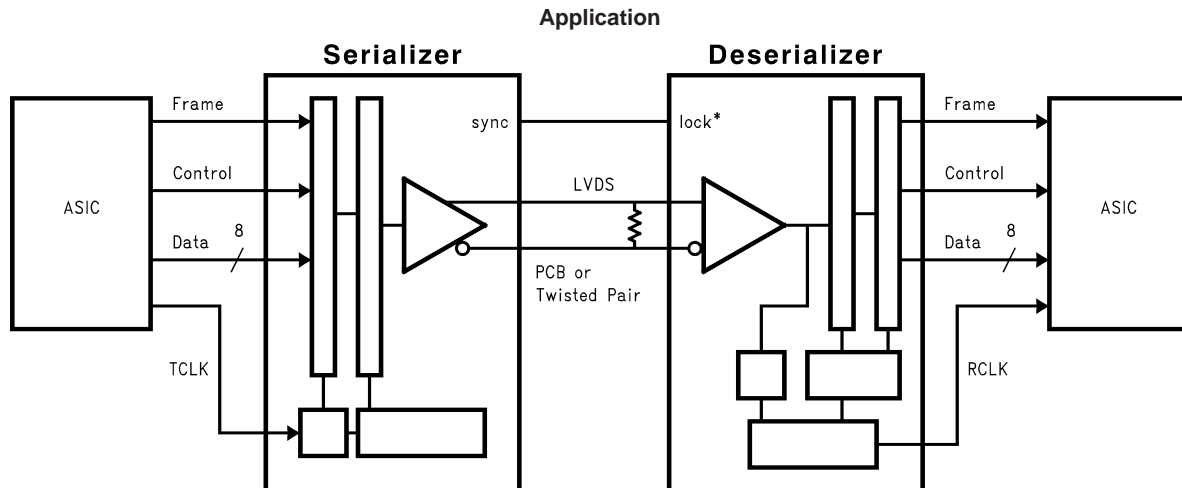 Application
Serializer
Deserializer
Frame
Control
Data
8
TCLK
ASIC
sync
lock*
LVDS
PCB or
Twisted Pair
Frame
Control
Data
8
RCLK
ASIC